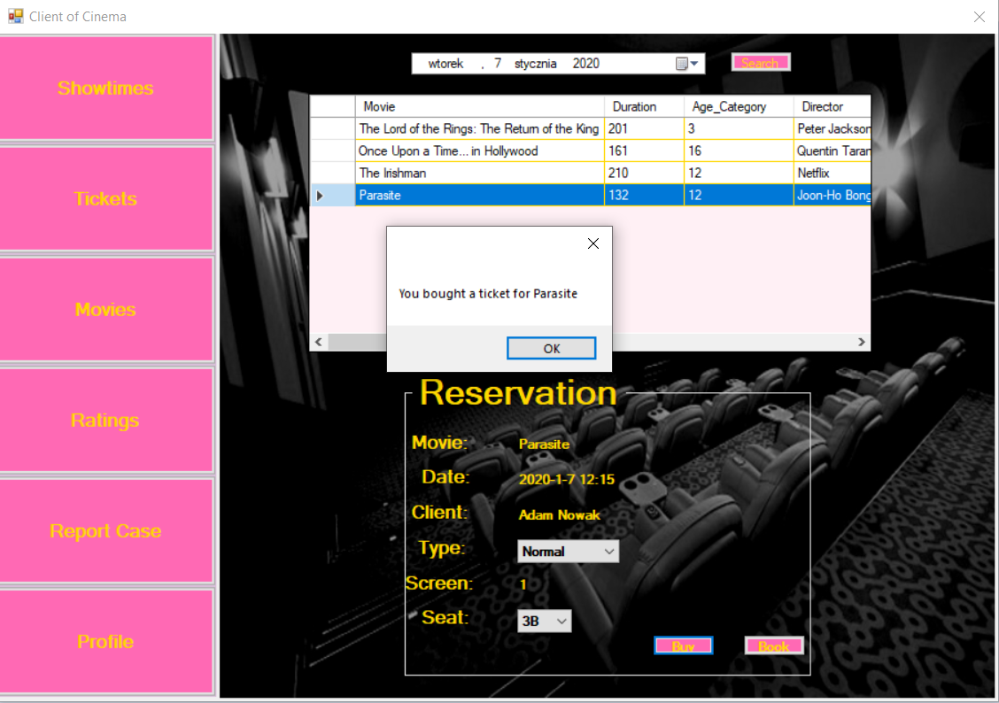 Client of Cinema
Showtimes
Tickets
Movies
Ratings
Report Case
Profile
wtorek , 7 stycznia 2020
Search
Movie Duration Age_Category Director
The Lord of the Rings: The Return of the King 201 3 Peter Jackson
Once Upon a Time... in Hollywood 161 16 Quentin Taran
The Irishman 210 12 Netflix
Parasite 132 12 Joon-Ho Bong
You bought a ticket for Parasite
OK
Reservation
Movie: Parasite
Date: 2020-1-7 12:15
Client: Adam Nowak
Type: Normal
Screen: 1
Seat: 3B
Buy Book